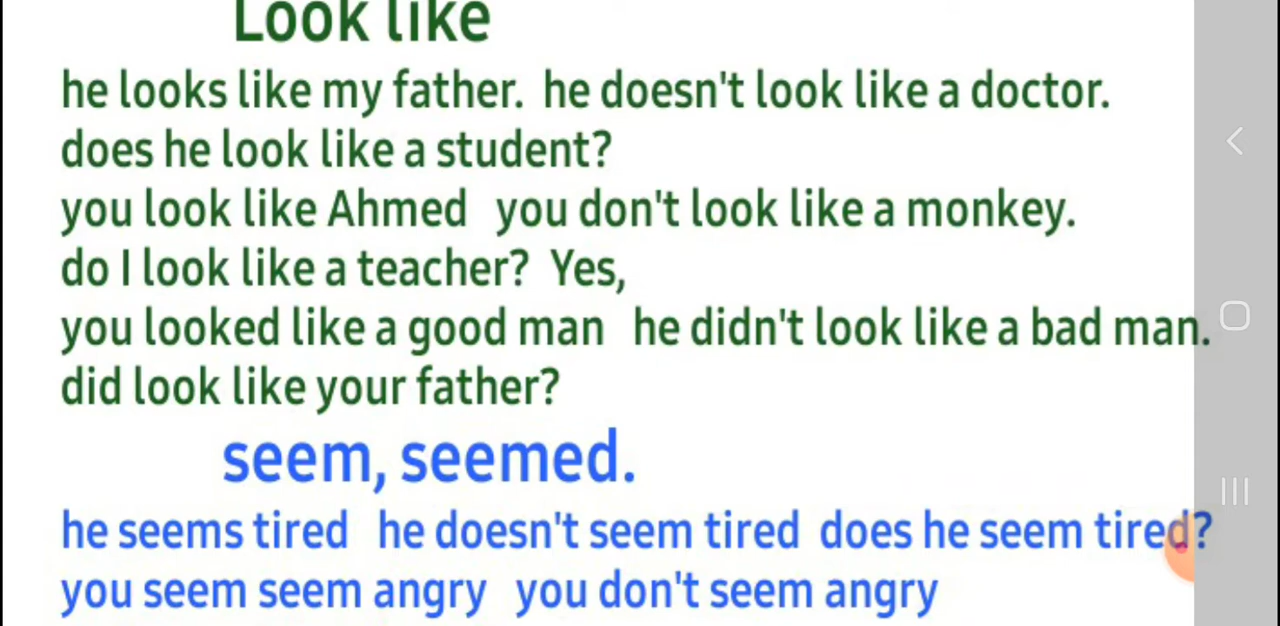 Look like
he looks like my father. he doesn't look like a doctor.
does he look like a student?
you look like Ahmed you don't look like a monkey.
do I look like a teacher? Yes,
you looked like a good man he didn't look like a bad man.
did look like your father?
seem, seemed.
he seems tired he doesn't seem tired does he seem tired?
you seem seem angry you don't seem angry